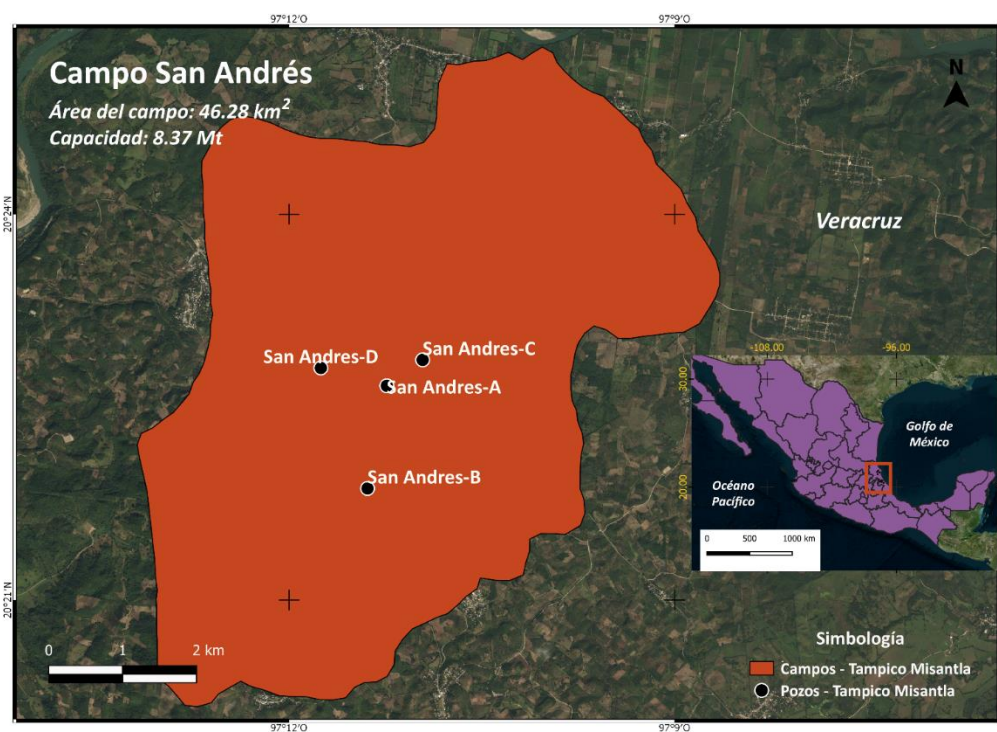 97°12'O
97°9'O
Campo San Andrés
Área del campo: 46.28 km²
Capacidad: 8.37 Mt
N
20°24'N
Veracruz
San Andres-D
San Andres-C
San Andres-A
San Andres-B
-108.00
-96.00
30.00
20.00
Golfo de
México
Océano
Pacífico
0 500 1000 km
20°21'N
0 1 2 km
Simbología
Campos - Tampico Misantla
Pozos - Tampico Misantla
97°12'O
97°9'O